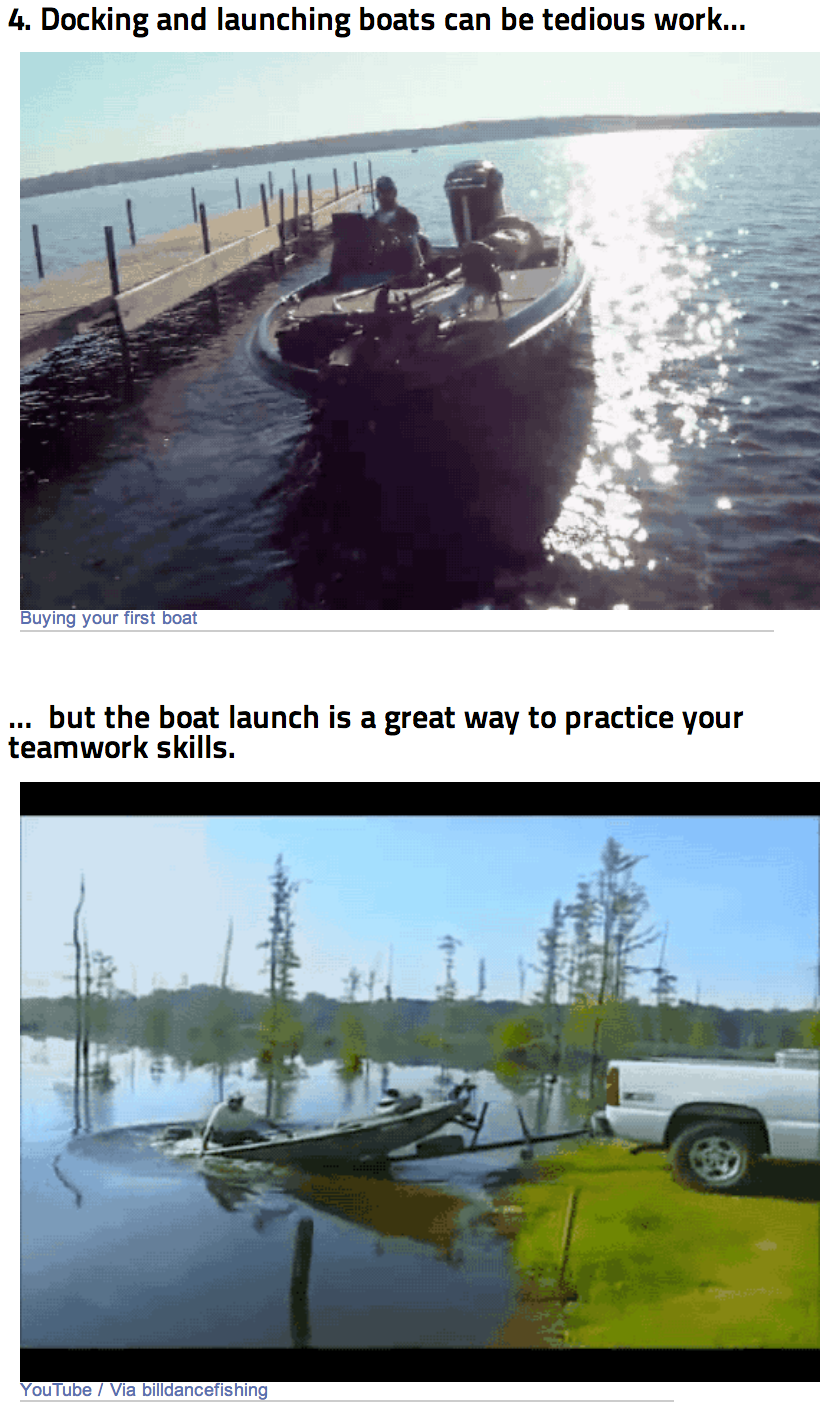 4. Docking and launching boats can be tedious work...
Buying your first boat
... but the boat launch is a great way to practice your
teamwork skills.
YouTube / Via billdancefishing